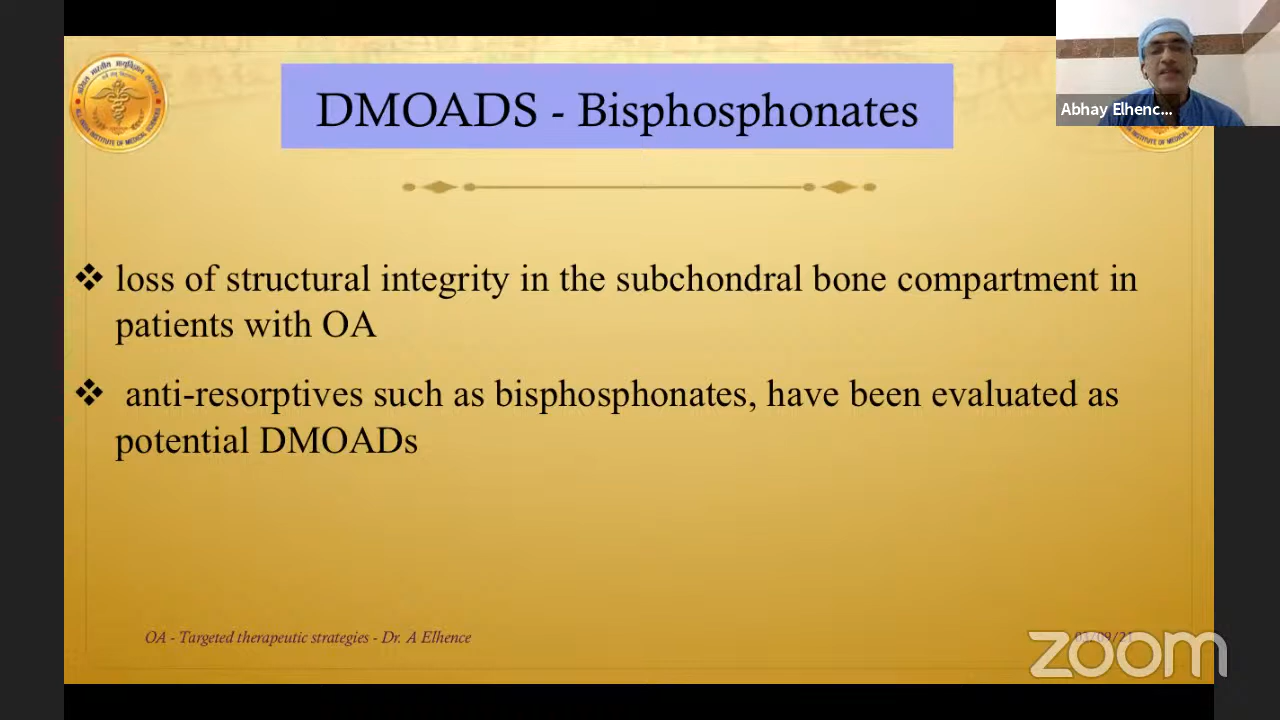 DMOADS - Bisphosphonates
Abhay Elhenc...
❖ loss of structural integrity in the subchondral bone compartment in
patients with OA
❖ anti-resorptives such as bisphosphonates, have been evaluated as
potential DMOADs
OA - Targeted therapeutic strategies - Dr. A Elhence
zoom